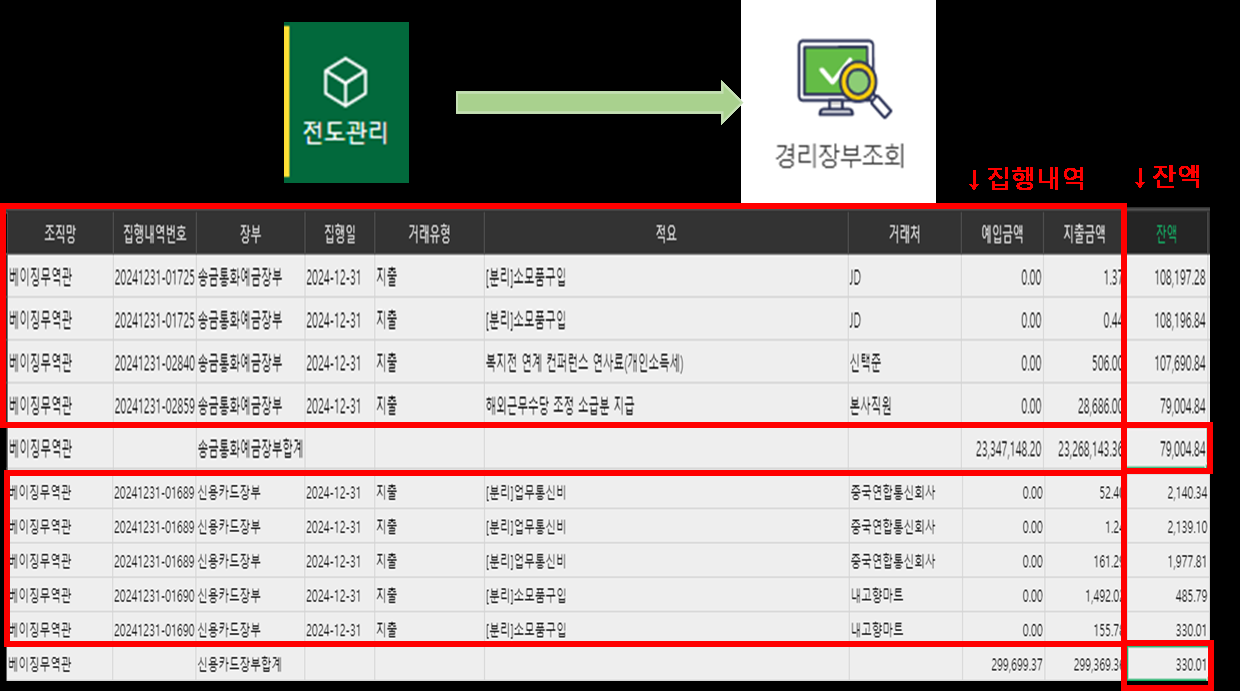 전도관리
경리장부조회
↓집행내역 ↓잔액
조직망 집행내역번호 장부 집행일 거래유형 적요 거래처 예입금액 지출금액 잔액
베이징무역관 20241231-01725 송금통화예금장부 2024-12-31 지출 [분리]소모품구입 JD 0.00 1.37 108,197.28
베이징무역관 20241231-01725 송금통화예금장부 2024-12-31 지출 [분리]소모품구입 JD 0.00 0.44 108,196.84
베이징무역관 20241231-02840 송금통화예금장부 2024-12-31 지출 복지전 연계 컨퍼런스 연사료(개인소득세) 신택준 0.00 506.00 107,690.84
베이징무역관 20241231-02859 송금통화예금장부 2024-12-31 지출 해외근무수당 조정 소급분 지급 본사직원 0.00 28,686.00 79,004.84
베이징무역관 송금통화예금장부합계 23,347,148.20 23,268,143.36 79,004.84
베이징무역관 20241231-01689 신용카드장부 2024-12-31 지출 [분리]업무통신비 중국연합통신회사 0.00 52.40 2,140.34
베이징무역관 20241231-01689 신용카드장부 2024-12-31 지출 [분리]업무통신비 중국연합통신회사 0.00 1.24 2,139.10
베이징무역관 20241231-01689 신용카드장부 2024-12-31 지출 [분리]업무통신비 중국연합통신회사 0.00 161.29 1,977.81
베이징무역관 20241231-01690 신용카드장부 2024-12-31 지출 [분리]소모품구입 내고향마트 0.00 1,492.02 485.79
베이징무역관 20241231-01690 신용카드장부 2024-12-31 지출 [분리]소모품구입 내고향마트 0.00 155.78 330.01
베이징무역관 신용카드장부합계 299,699.37 299,369.36 330.01